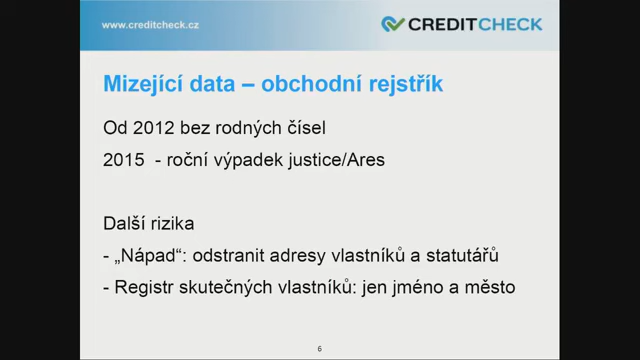 www.creditcheck.cz
CREDITCHECK
Mizející data – obchodní rejstřík
Od 2012 bez rodných čísel
2015 - roční výpadek justice/Ares
Další rizika
- „Nápad“: odstranit adresy vlastníků a statutářů
- Registr skutečných vlastníků: jen jméno a město
6